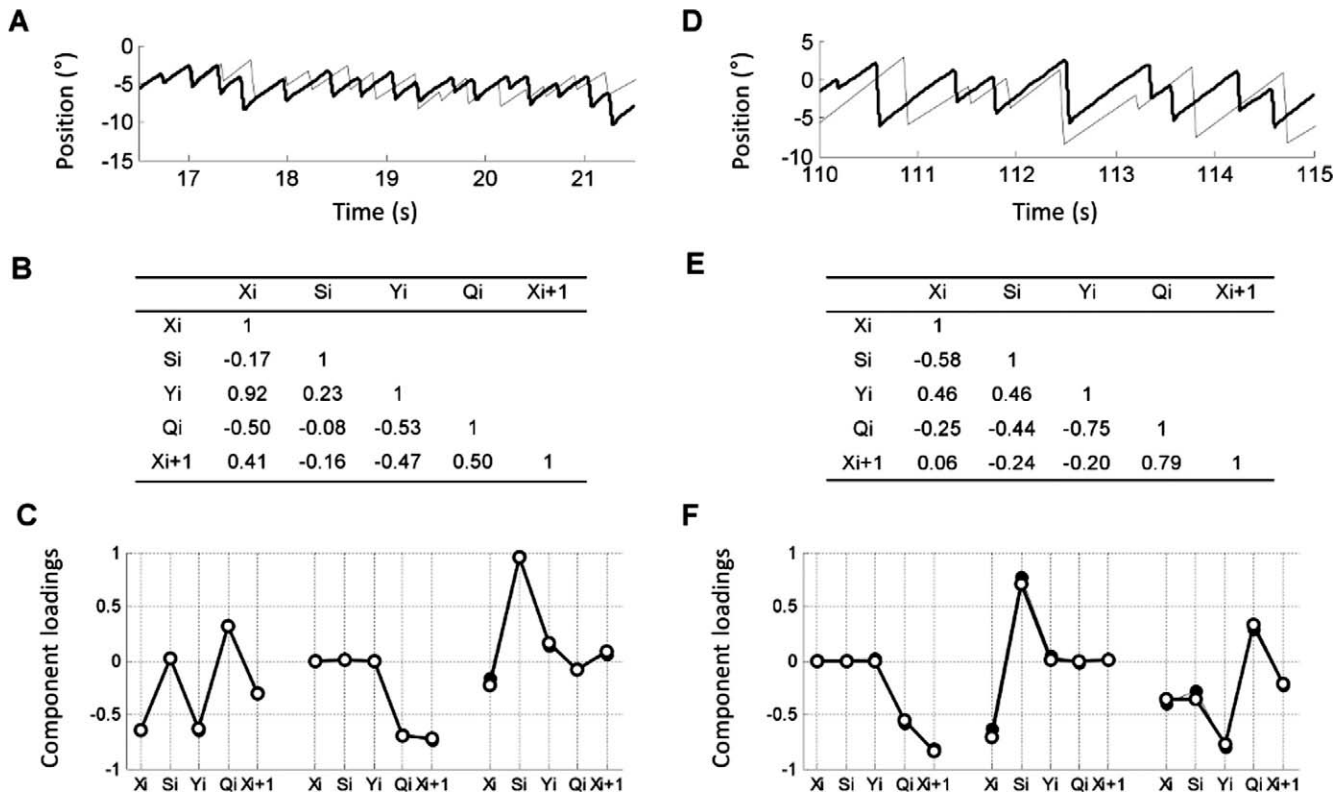 A
Position (°)
0
-5
-10
-15
17 18 19 20 21
Time (s)
D
Position (°)
5
0
-5
-10
110 111 112 113 114 115
Time (s)
B
Xi Si Yi Qi Xi+1
Xi 1
Si -0.17 1
Yi 0.92 0.23 1
Qi -0.50 -0.08 -0.53 1
Xi+1 0.41 -0.16 -0.47 0.50 1
E
Xi Si Yi Qi Xi+1
Xi 1
Si -0.58 1
Yi 0.46 0.46 1
Qi -0.25 -0.44 -0.75 1
Xi+1 0.06 -0.24 -0.20 0.79 1
C
Component loadings
1
0.5
0
-0.5
-1
Xi Si Yi Qi Xi+1 Xi Si Yi Qi Xi+1 Xi Si Yi Qi Xi+1
F
Component loadings
1
0.5
0
-0.5
-1
Xi Si Yi Qi Xi+1 Xi Si Yi Qi Xi+1 Xi Si Yi Qi Xi+1